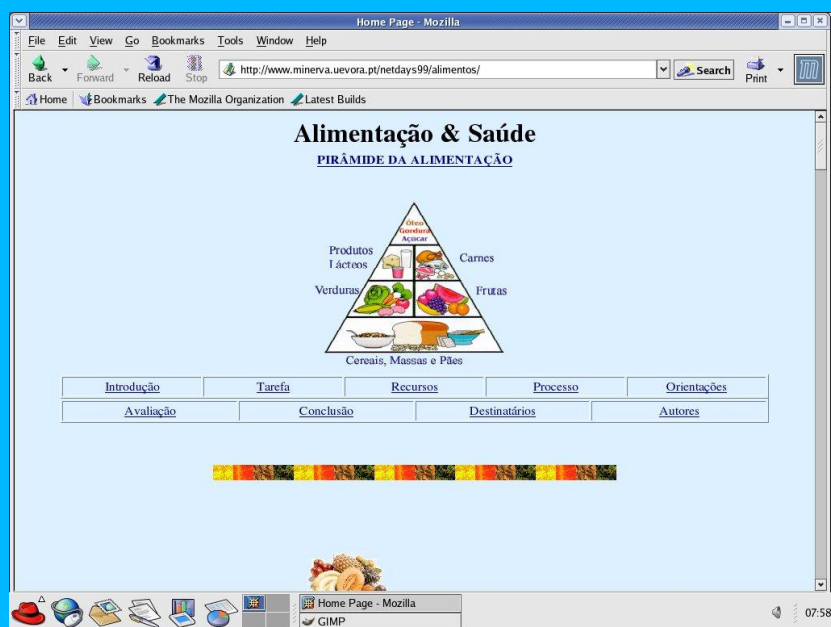 Home Page - Mozilla
File Edit View Go Bookmarks Tools Window Help
Back Forward Reload Stop http://www.minerva.uevora.pt/netdays99/alimentos/ Search Print
Home Bookmarks The Mozilla Organization Latest Builds
Alimentação & Saúde
PIRÂMIDE DA ALIMENTAÇÃO
Óleo
Gordura
Açucar
Produtos
Lácteos
Carnes
Verduras
Frutas
Cereais, Massas e Pães
Introdução Tarefa Recursos Processo Orientações
Avaliação Conclusão Destinatários Autores
Home Page - Mozilla
GIMP
07:58